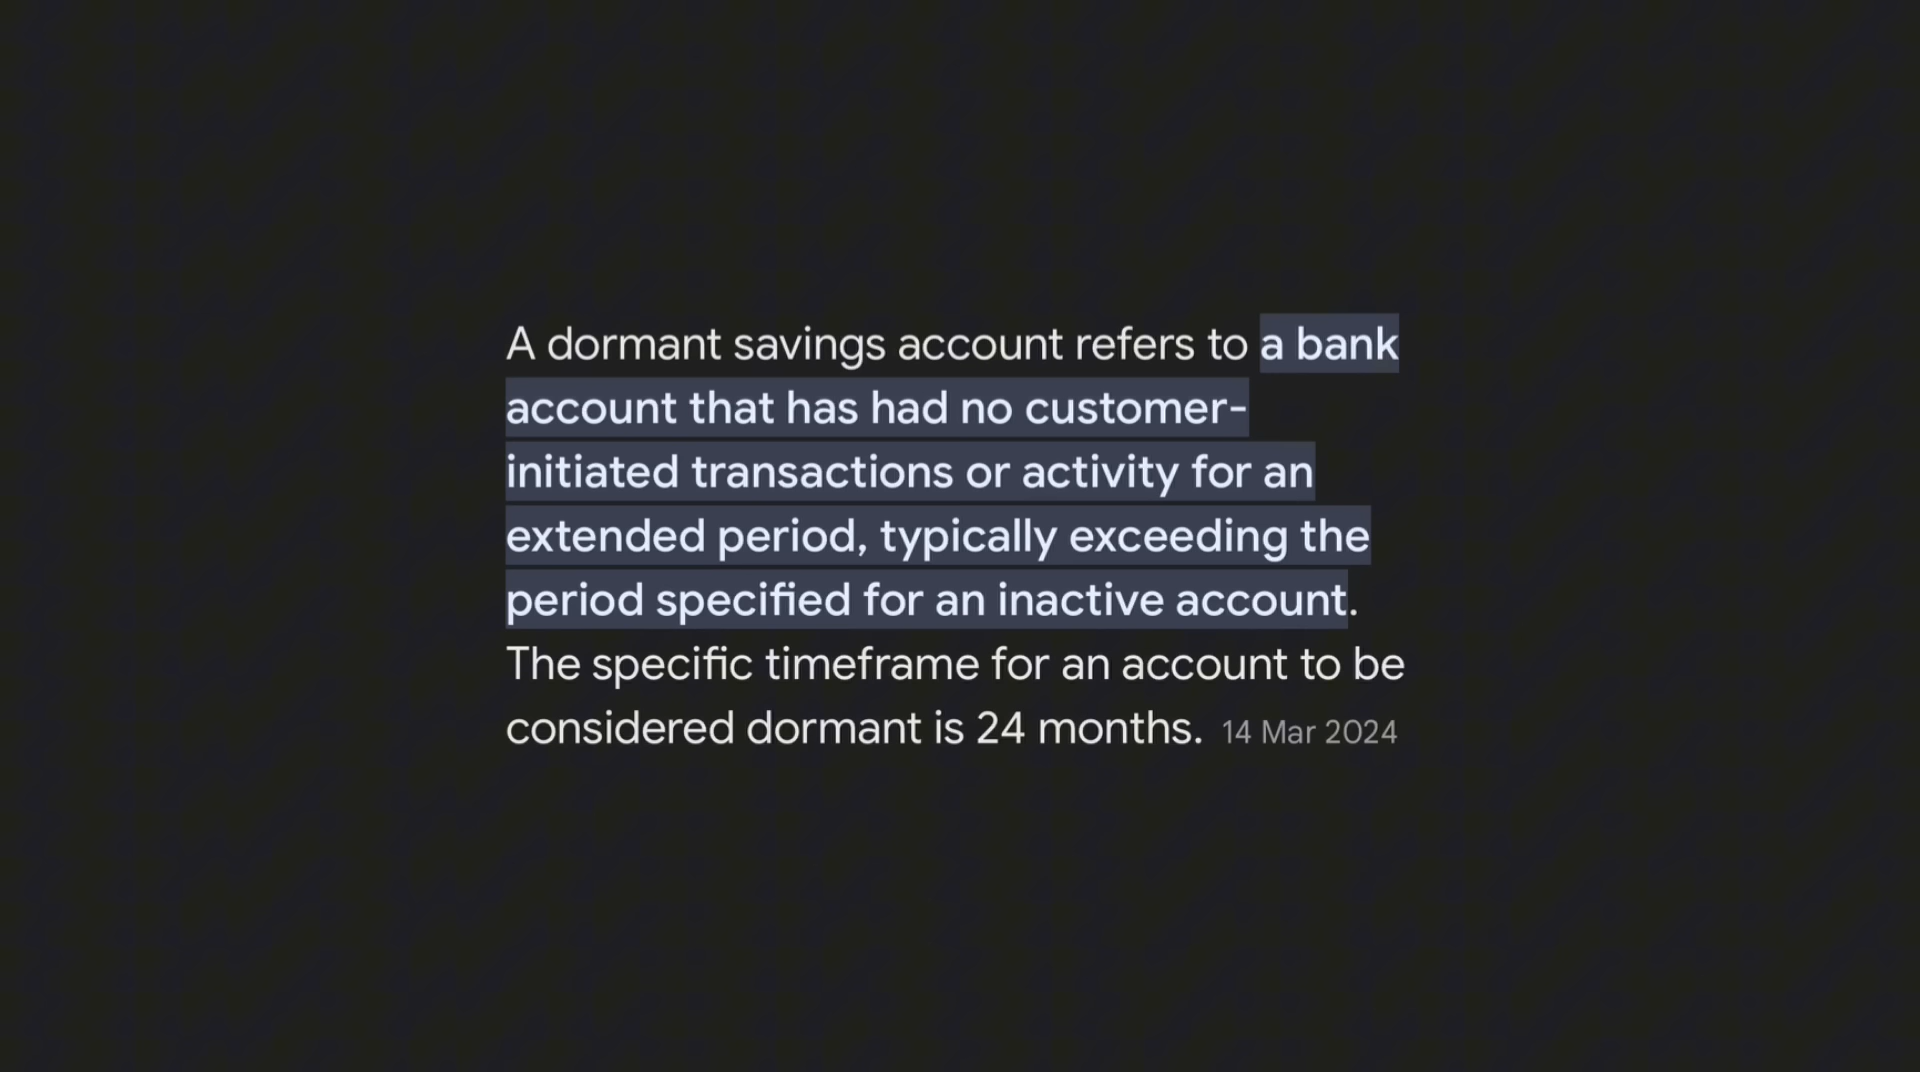 A dormant savings account refers to a bank
account that has had no customer-
initiated transactions or activity for an
extended period, typically exceeding the
period specified for an inactive account.
The specific timeframe for an account to be
considered dormant is 24 months. 14 Mar 2024